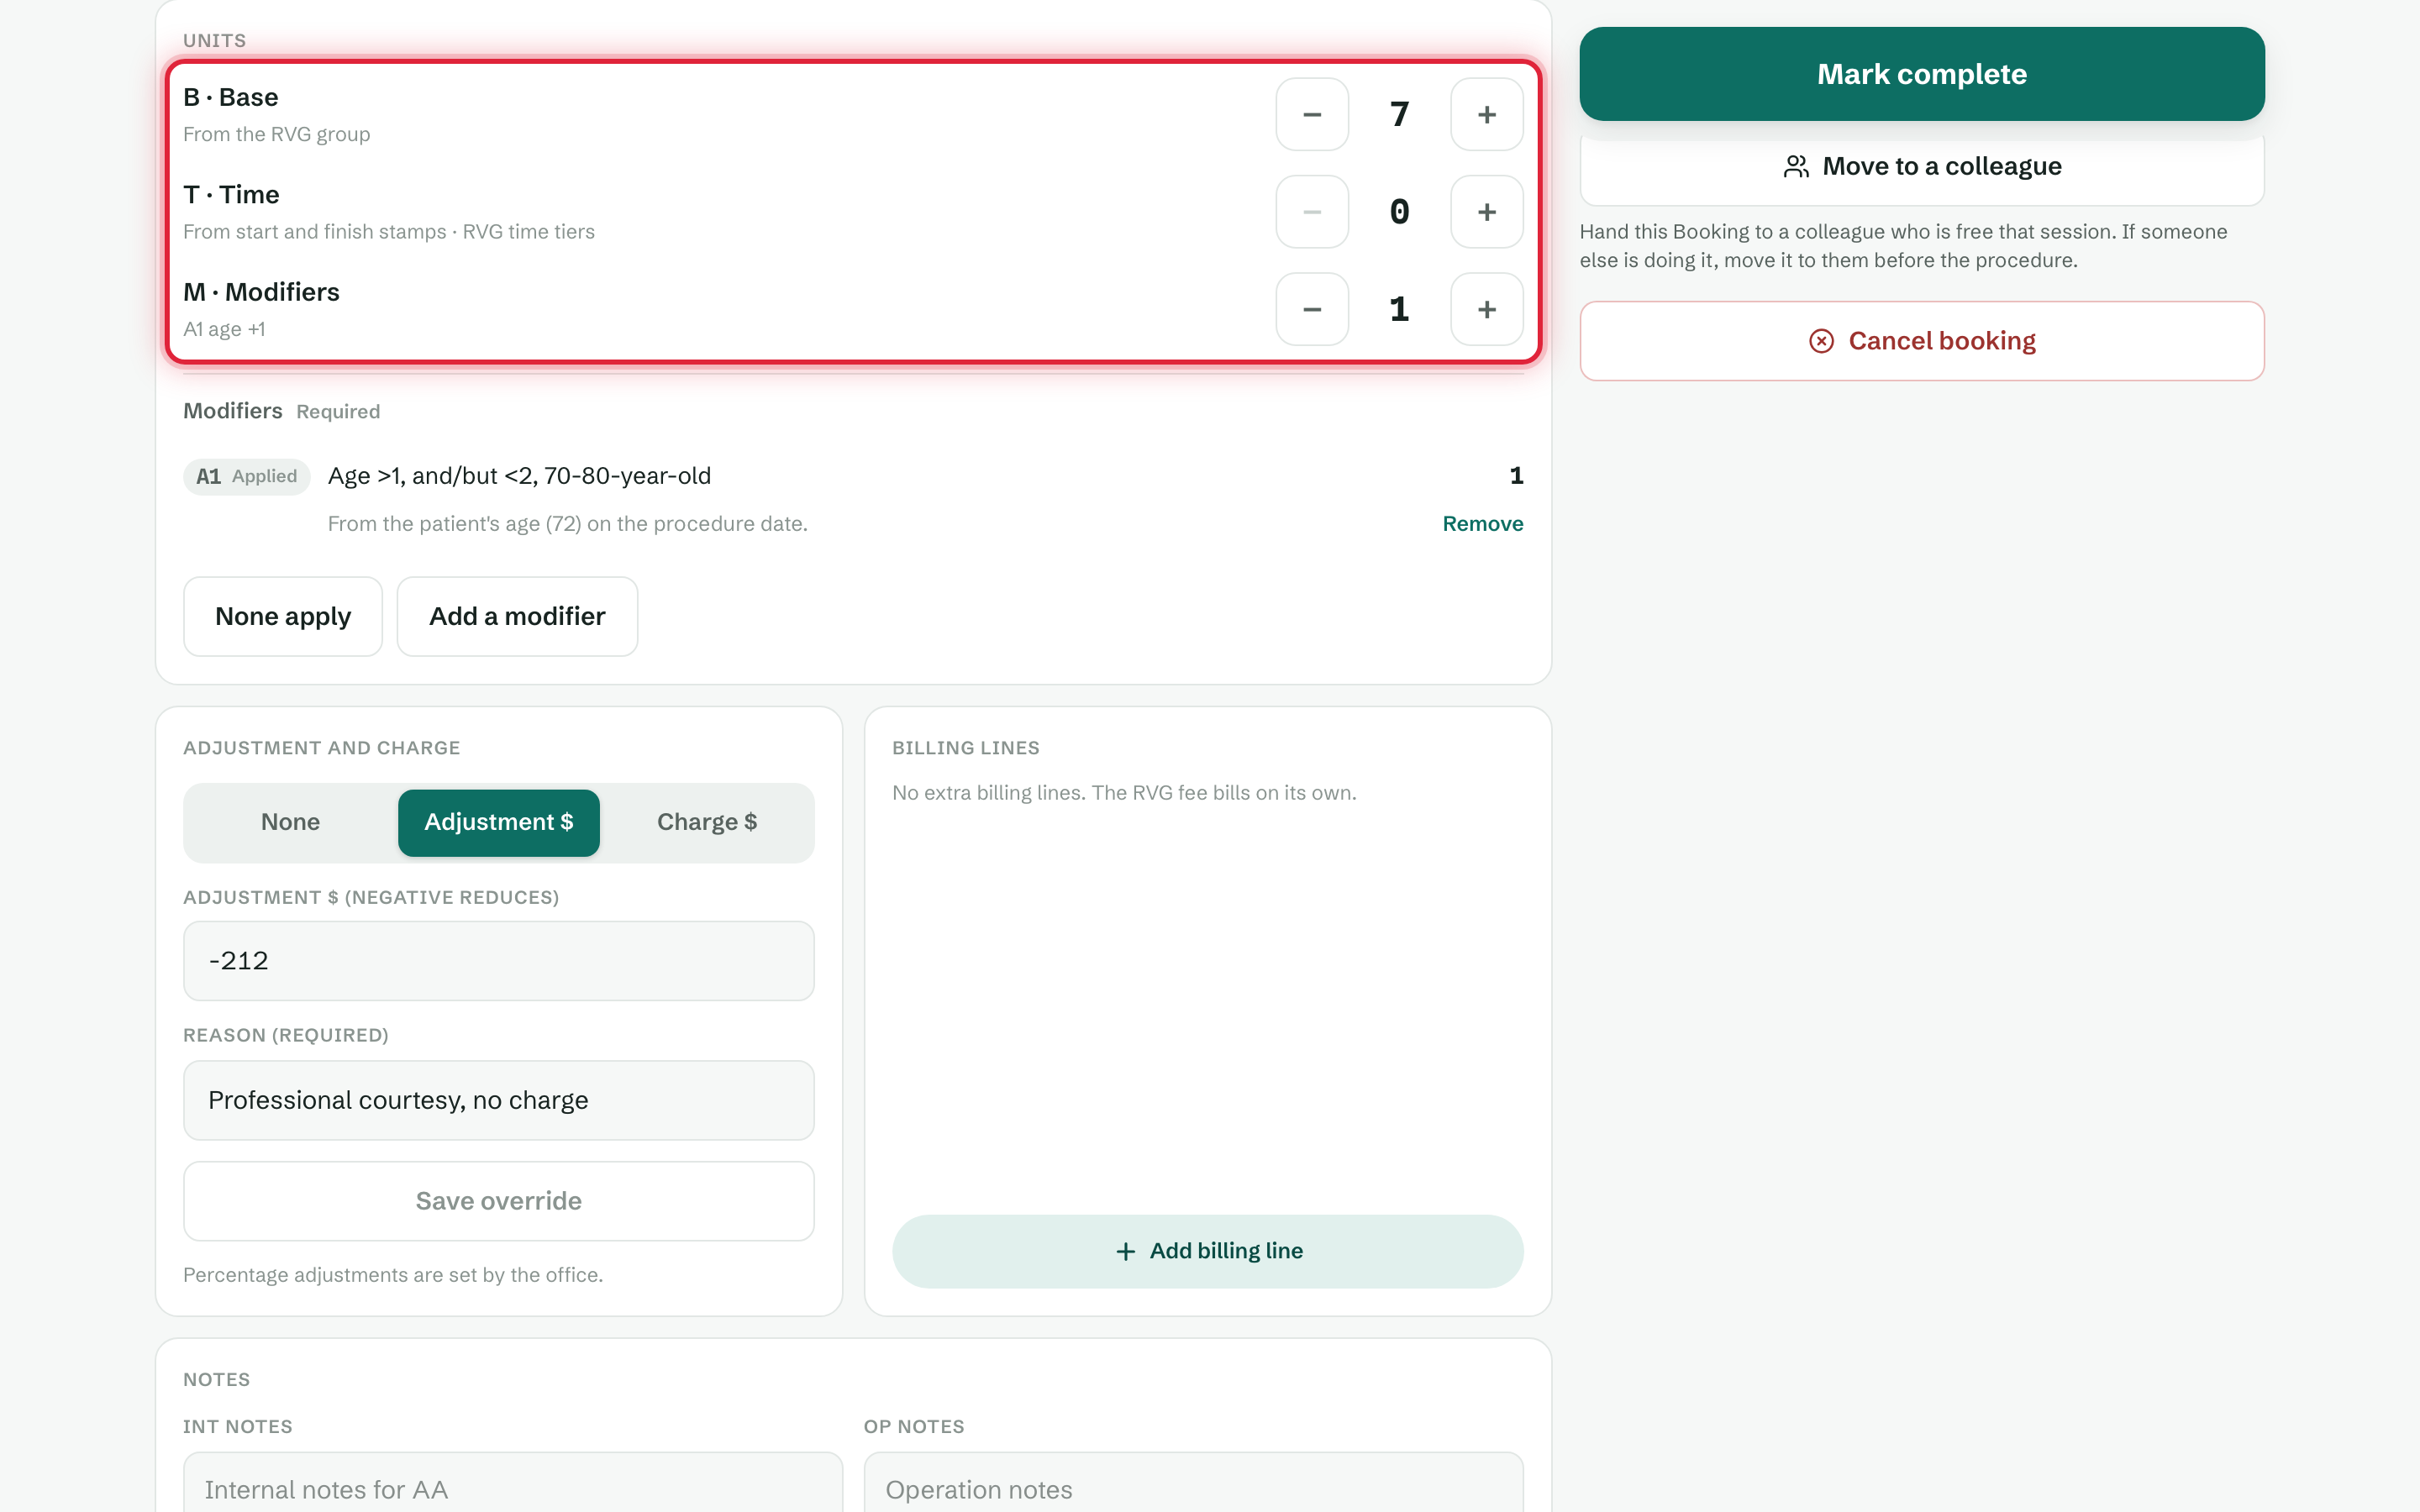 UNITS
B · Base
From the RVG group
− 7 +
T · Time
From start and finish stamps · RVG time tiers
− 0 +
M · Modifiers
A1 age +1
− 1 +
Modifiers Required
A1 Applied Age >1, and/but <2, 70-80-year-old 1
From the patient's age (72) on the procedure date. Remove
None apply Add a modifier
Mark complete
Move to a colleague
Hand this Booking to a colleague who is free that session. If someone
else is doing it, move it to them before the procedure.
Cancel booking
ADJUSTMENT AND CHARGE
None Adjustment $ Charge $
ADJUSTMENT $ (NEGATIVE REDUCES)
-212
REASON (REQUIRED)
Professional courtesy, no charge
Save override
Percentage adjustments are set by the office.
BILLING LINES
No extra billing lines. The RVG fee bills on its own.
+ Add billing line
NOTES
INT NOTES
Internal notes for AA
OP NOTES
Operation notes